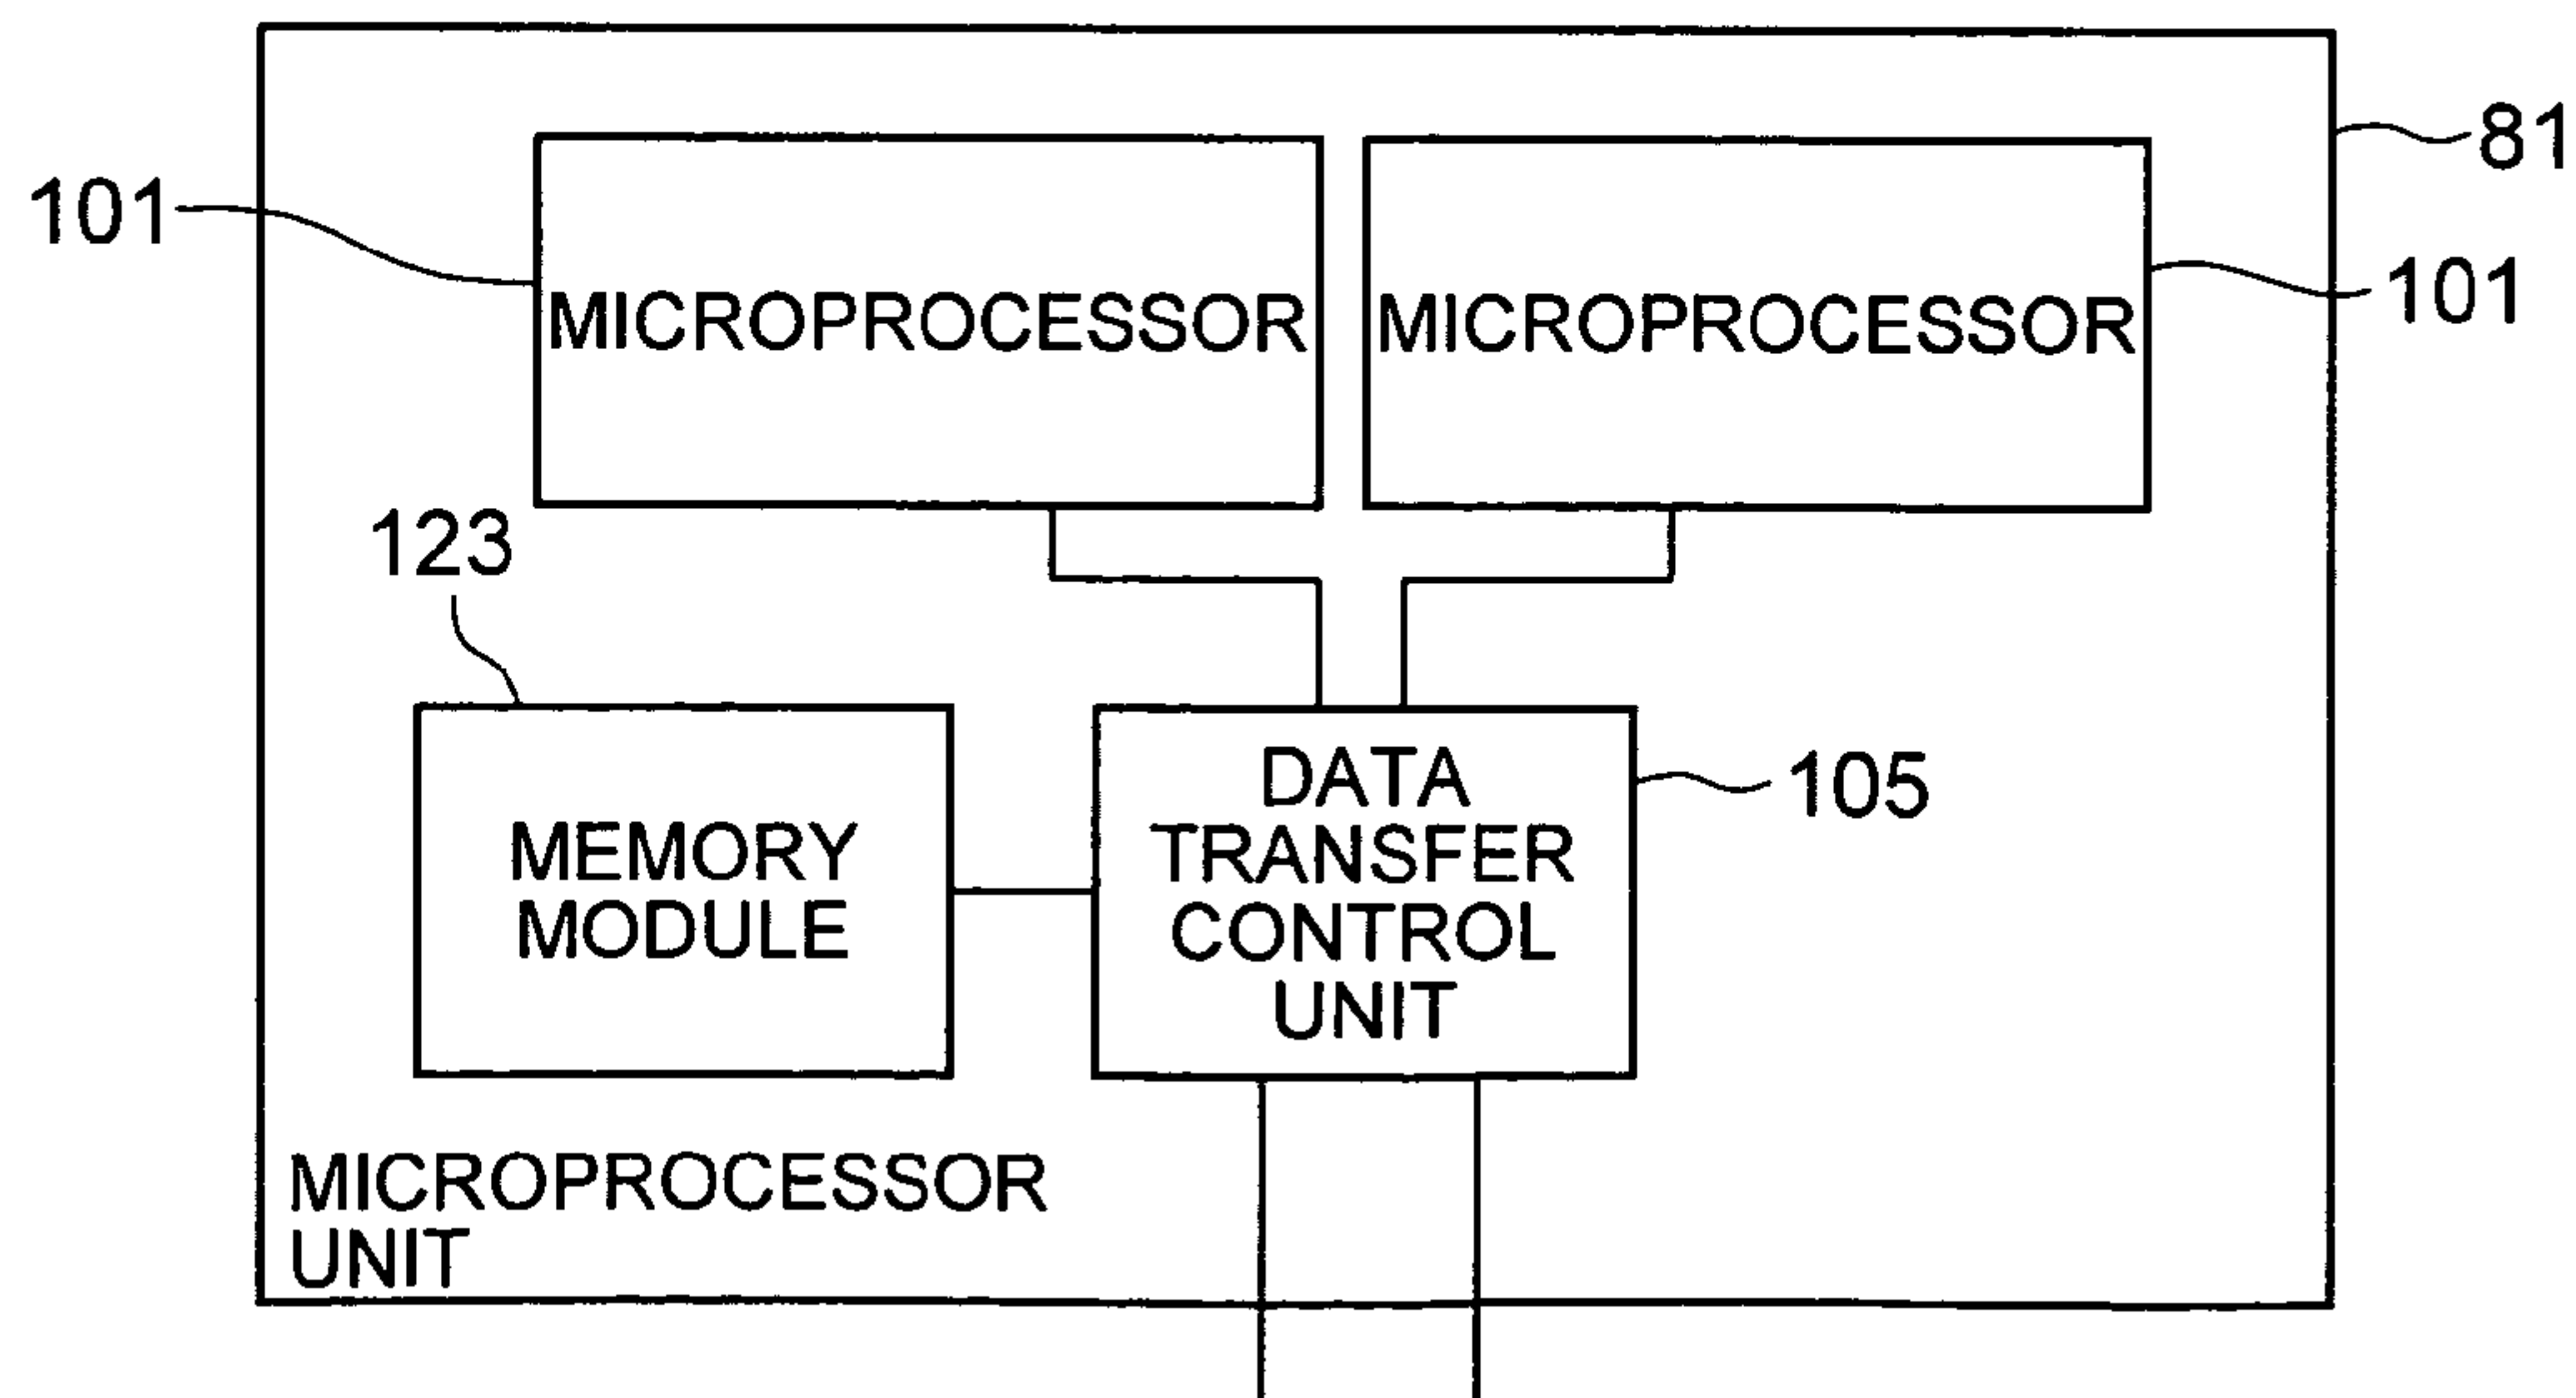 81
101
MICROPROCESSOR
MICROPROCESSOR
101
123
MEMORY
MODULE
DATA
TRANSFER
CONTROL
UNIT
105
MICROPROCESSOR
UNIT